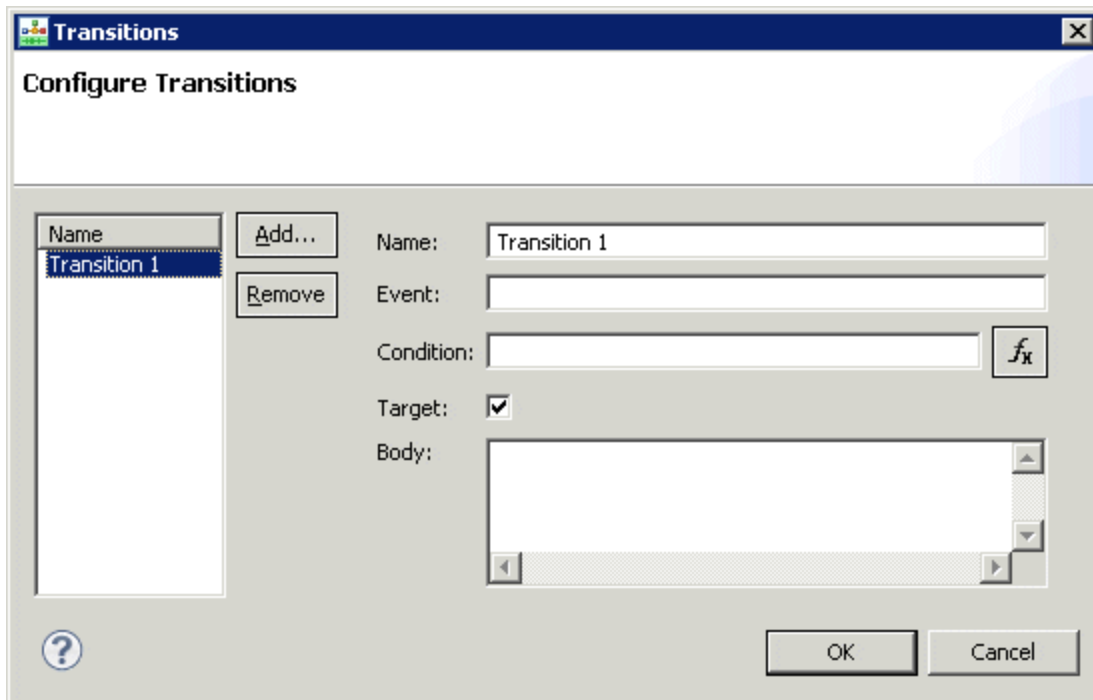 Transitions
Configure Transitions
Name
Transition 1
Add...
Remove
Name: Transition 1
Event:
Condition: fx
Target:
Body:
?
OK Cancel